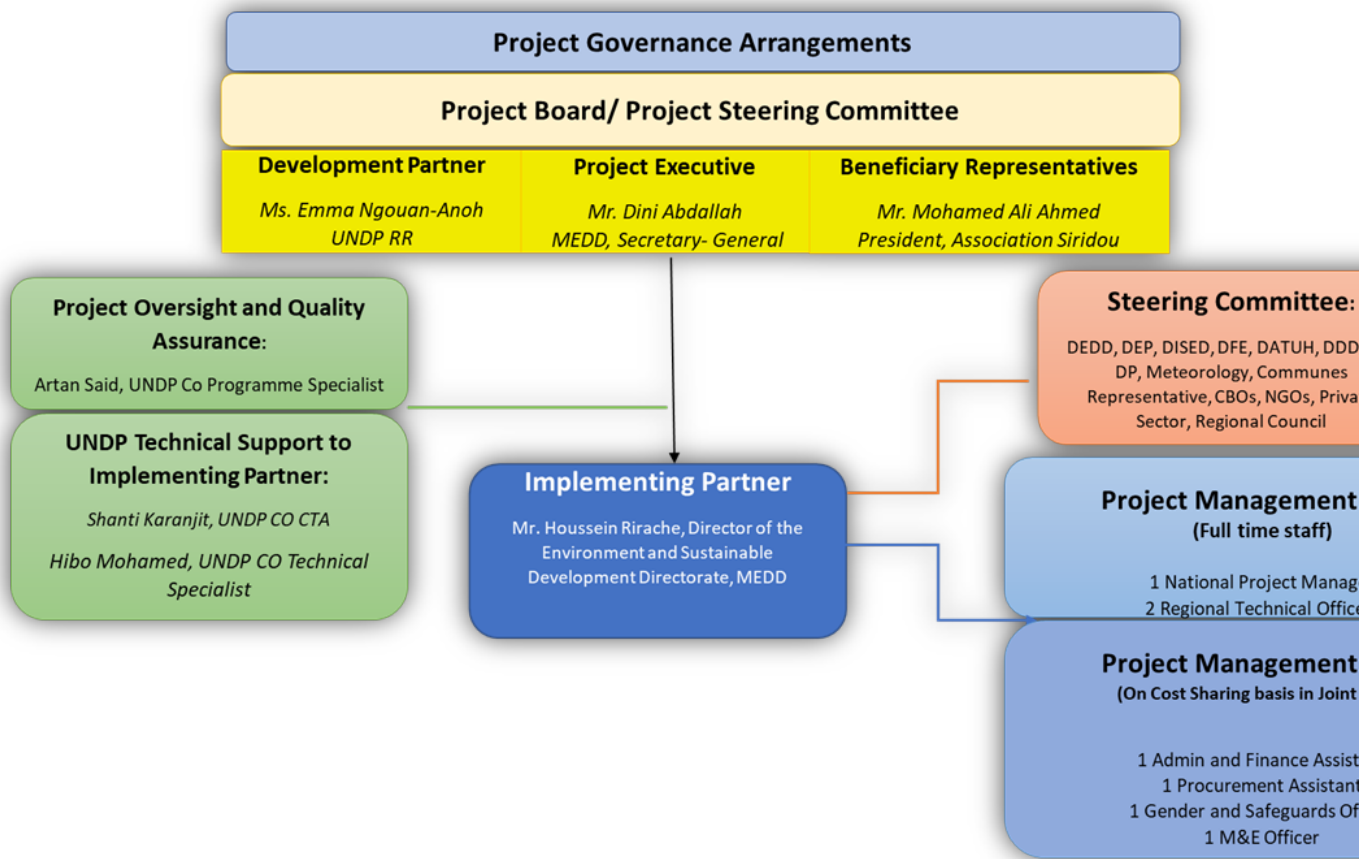 Project Governance Arrangements
Project Board/ Project Steering Committee
Development Partner
Ms. Emma Ngouan-Anoh
UNDP RR
Project Executive
Mr. Dini Abdallah
MEDD, Secretary- General
Beneficiary Representatives
Mr. Mohamed Ali Ahmed
President, Association Siridou
Project Oversight and Quality
Assurance:
Artan Said, UNDP Co Programme Specialist
UNDP Technical Support to
Implementing Partner:
Shanti Karanjit, UNDP CO CTA
Hibo Mohamed, UNDP CO Technical
Specialist
Implementing Partner
Mr. Houssein Rirache, Director of the
Environment and Sustainable
Development Directorate, MEDD
Steering Committee:
DEDD, DEP, DISED, DFE, DATUH, DDD
DP, Meteorology, Communes
Representative, CBOs, NGOs, Priva
Sector, Regional Council
Project Management
(Full time staff)
1 National Project Manag
2 Regional Technical Offic
Project Management
(On Cost Sharing basis in Joint
1 Admin and Finance Assist
1 Procurement Assistant
1 Gender and Safeguards Of
1 M&E Officer